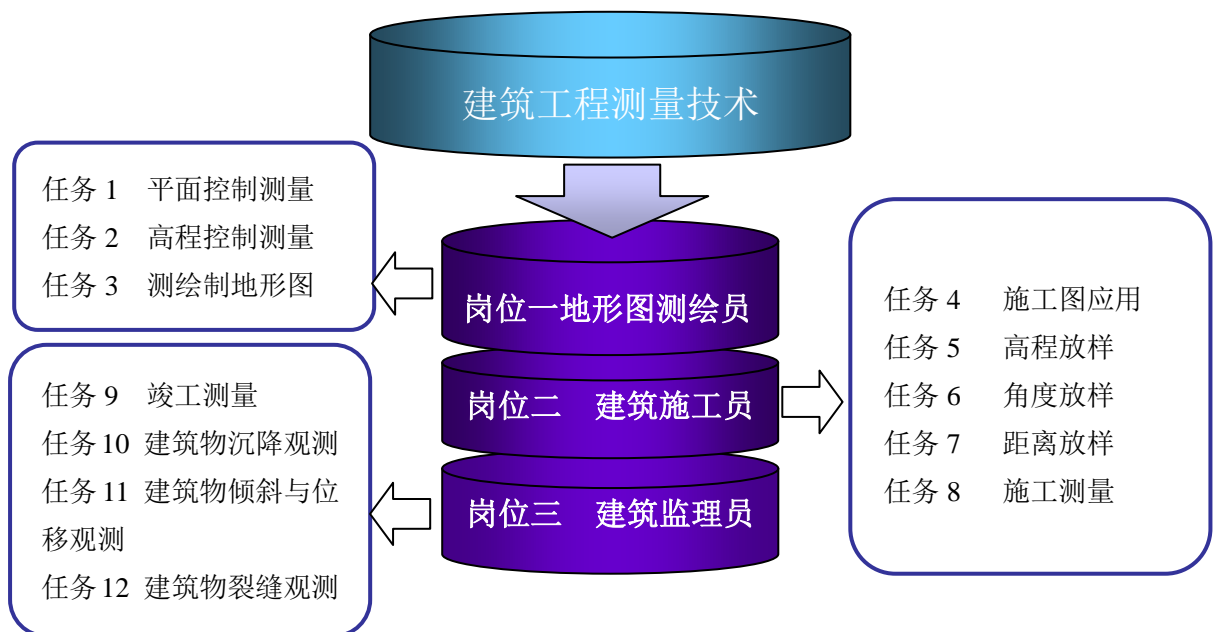 建筑工程测量技术
任务 1 平面控制测量
任务 2 高程控制测量
任务 3 测绘制地形图
岗位一地形图测绘员
任务 4 施工图应用
任务 5 高程放样
任务 6 角度放样
任务 7 距离放样
任务 8 施工测量
岗位二 建筑施工员
任务 9 竣工测量
任务 10 建筑物沉降观测
任务 11 建筑物倾斜与位
移观测
任务 12 建筑物裂缝观测
岗位三 建筑监理员